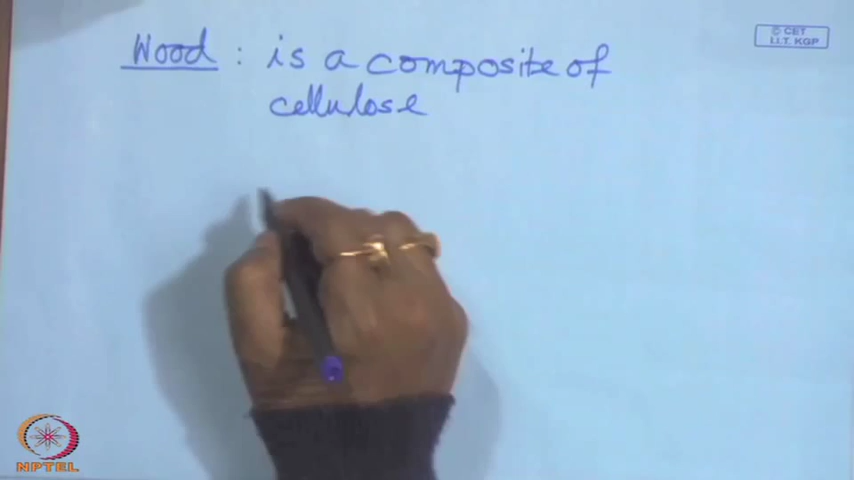 Wood : is a composite of
cellulose
© CET
I.I.T. KGP
NPTEL